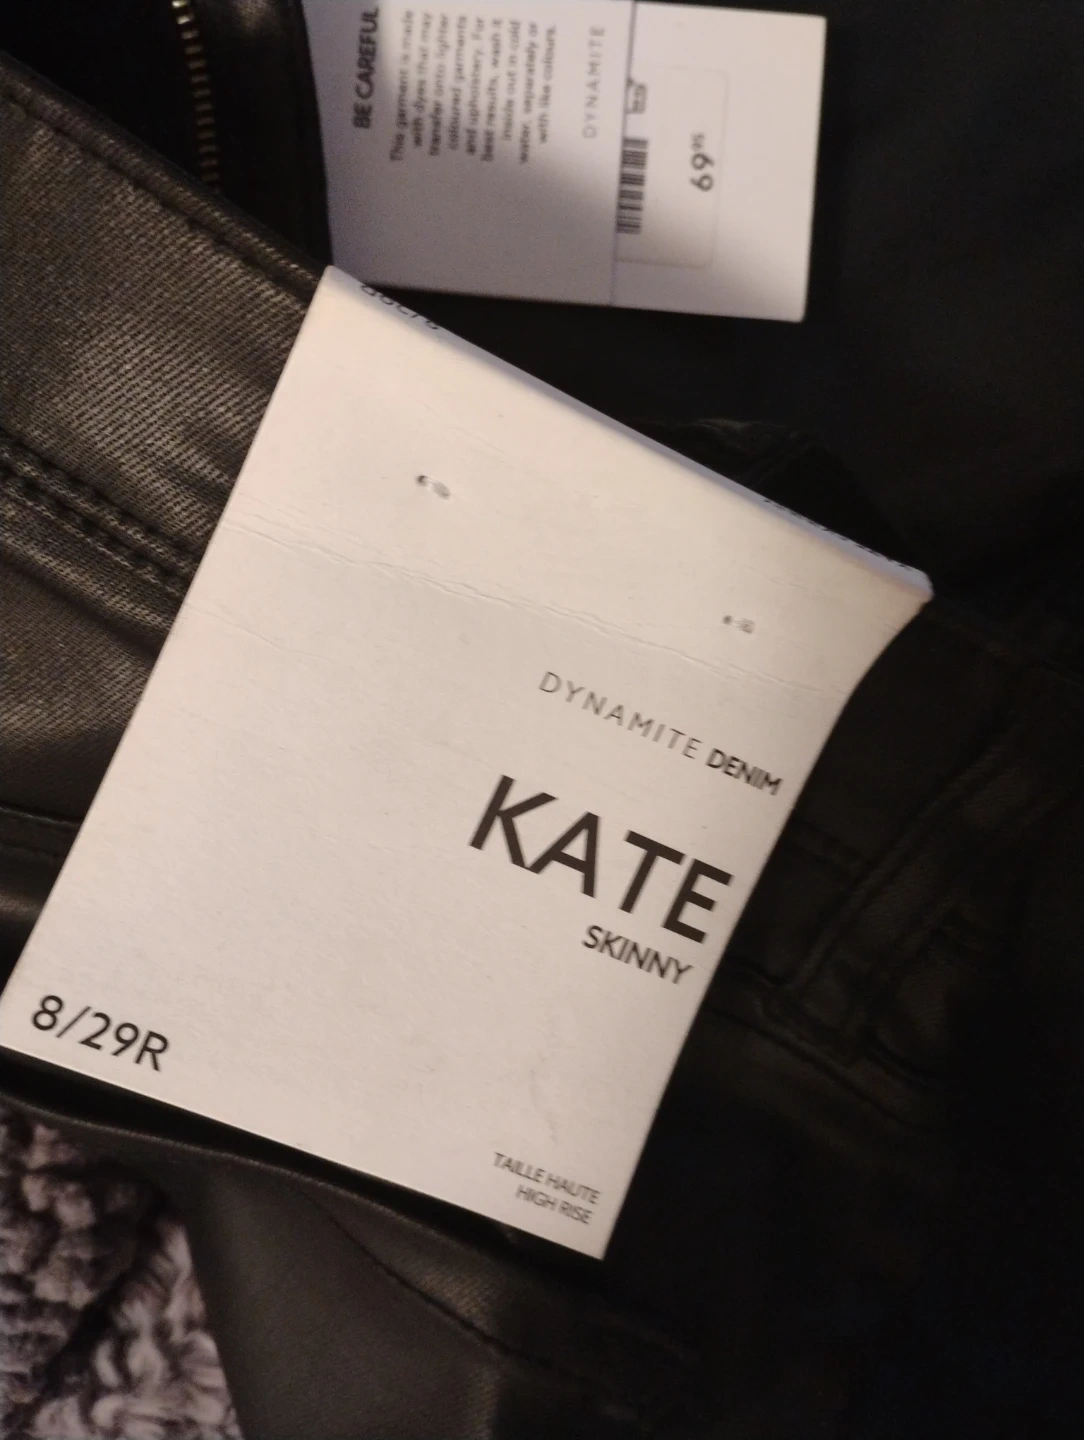 BE CAREFUL
This garment is made
with dyes that may
transfer onto lighter
coloured garments
and upholstery. For
best results, wash it
inside out in cold
water, separately or
with like colours.
DYNAMITE
69⁹⁵
DYNAMITE DENIM
KATE
SKINNY
8/29R
TAILLE HAUTE
HIGH RISE